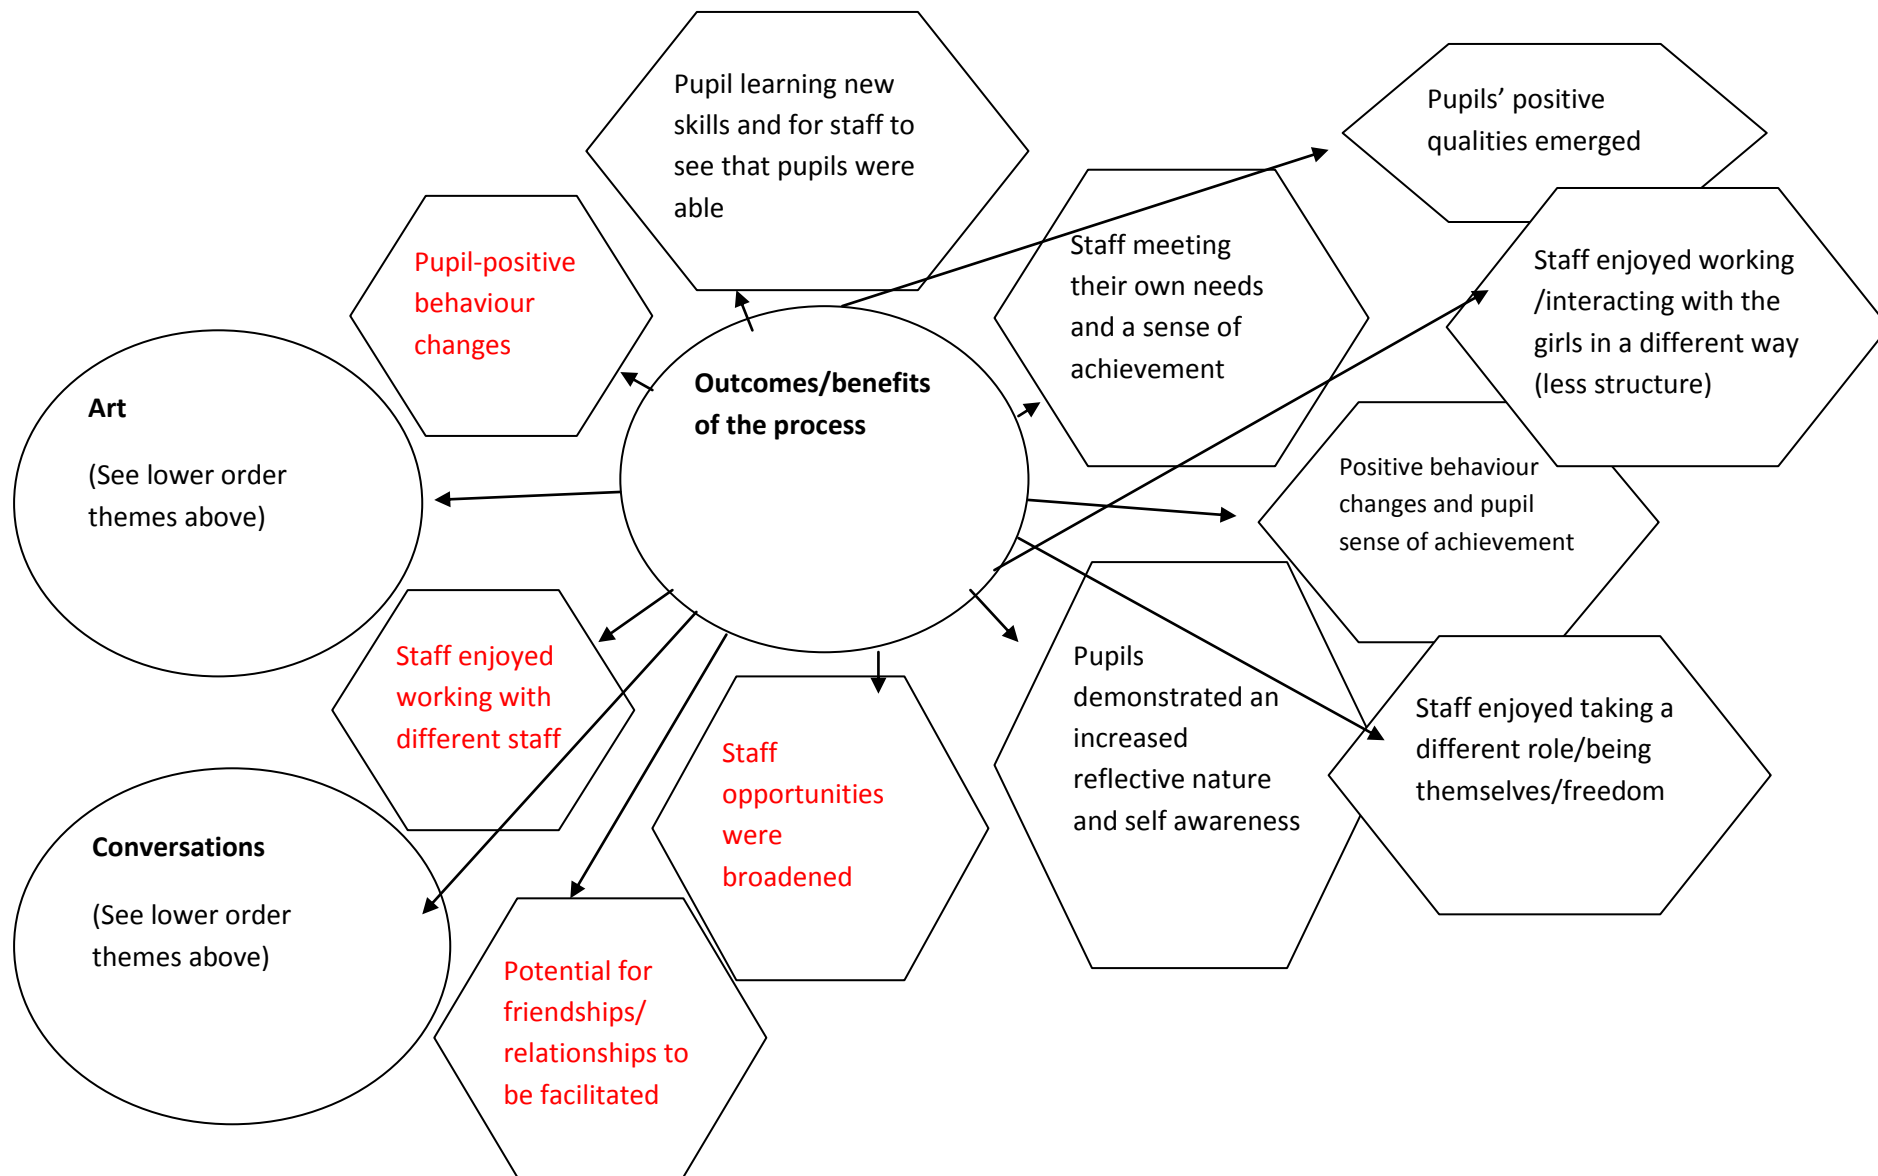 Pupil learning new
skills and for staff to
see that pupils were
able
Pupils’ positive
qualities emerged
Pupil-positive
behaviour
changes
Staff meeting
their own needs
and a sense of
achievement
Staff enjoyed working
/interacting with the
girls in a different way
(less structure)
Outcomes/benefits
of the process
Art
(See lower order
themes above)
Positive behaviour
changes and pupil
sense of achievement
Staff enjoyed
working with
different staff
Pupils
demonstrated an
increased
reflective nature
and self awareness
Staff enjoyed taking a
different role/being
themselves/freedom
Staff
opportunities
were
broadened
Conversations
(See lower order
themes above)
Potential for
friendships/
relationships to
be facilitated